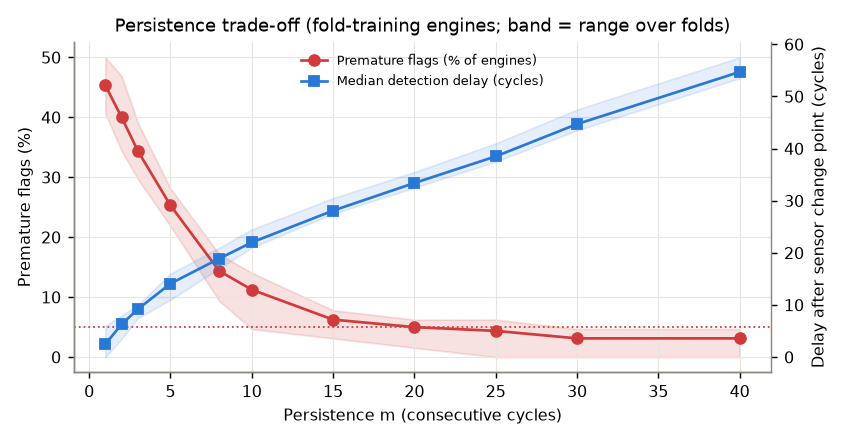 Persistence trade-off (fold-training engines; band = range over folds)
Premature flags (% of engines)
Median detection delay (cycles)
Premature flags (%)
50
40
30
20
10
0
60
50
40
30
20
10
0
Delay after sensor change point (cycles)
0 5 10 15 20 25 30 35 40
Persistence m (consecutive cycles)